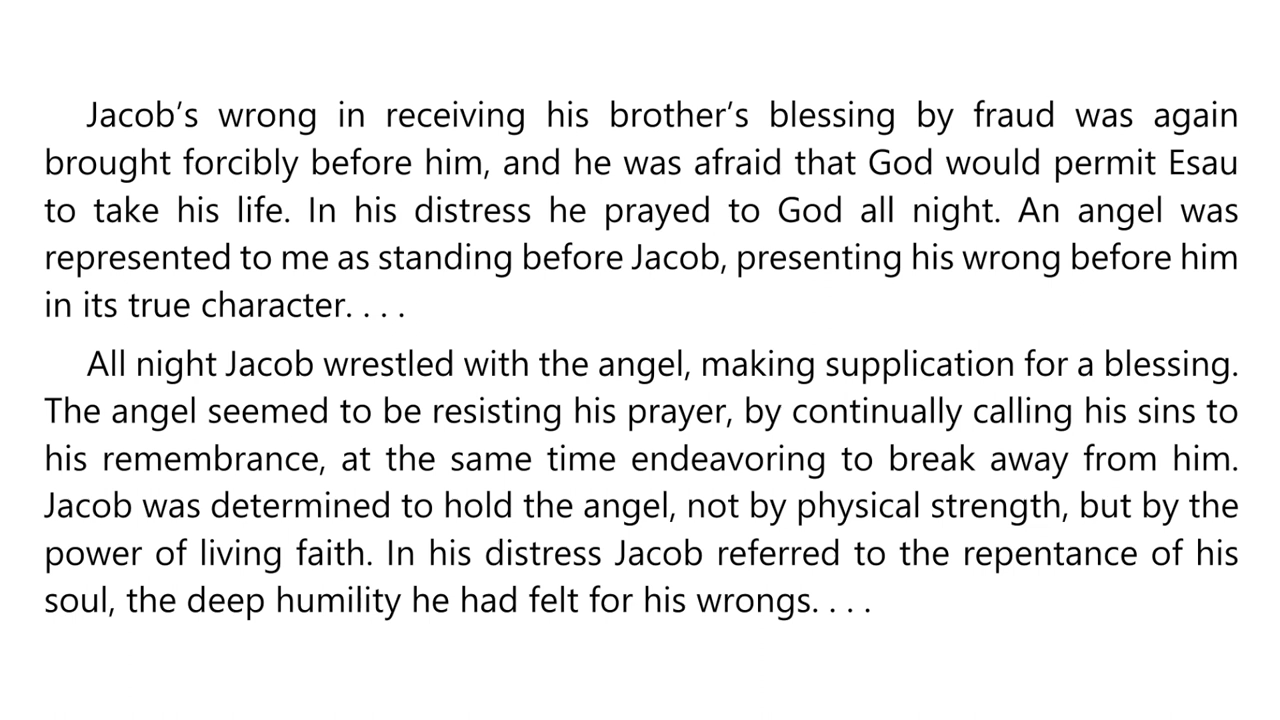 Jacob’s wrong in receiving his brother’s blessing by fraud was again
brought forcibly before him, and he was afraid that God would permit Esau
to take his life. In his distress he prayed to God all night. An angel was
represented to me as standing before Jacob, presenting his wrong before him
in its true character. . . .
All night Jacob wrestled with the angel, making supplication for a blessing.
The angel seemed to be resisting his prayer, by continually calling his sins to
his remembrance, at the same time endeavoring to break away from him.
Jacob was determined to hold the angel, not by physical strength, but by the
power of living faith. In his distress Jacob referred to the repentance of his
soul, the deep humility he had felt for his wrongs. . . .